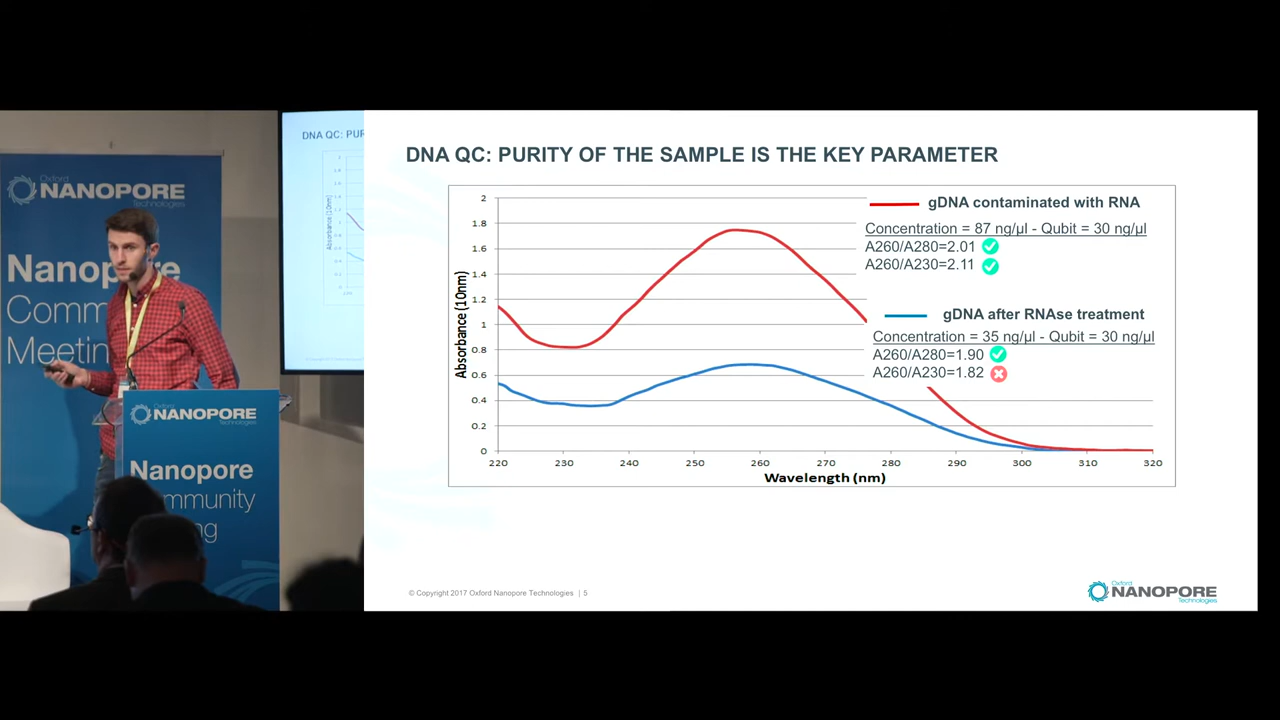 Oxford
NANOPORE
Technologies
Nanopore
Comm
Meetin
NANOPORE
Technologies
Nanopore
mmunity
ng
DNA QC: PUR
DNA QC: PURITY OF THE SAMPLE IS THE KEY PARAMETER
gDNA contaminated with RNA
Concentration = 87 ng/µl - Qubit = 30 ng/µl
A260/A280=2.01
A260/A230=2.11
gDNA after RNAse treatment
Concentration = 35 ng/µl - Qubit = 30 ng/µl
A260/A280=1.90
A260/A230=1.82
Absorbance (10nm)
2
1.8
1.6
1.4
1.2
1
0.8
0.6
0.4
0.2
0
220 230 240 250 260 270 280 290 300 310 320
Wavelength (nm)
© Copyright 2017 Oxford Nanopore Technologies | 5
Oxford
NANOPORE
Technologies